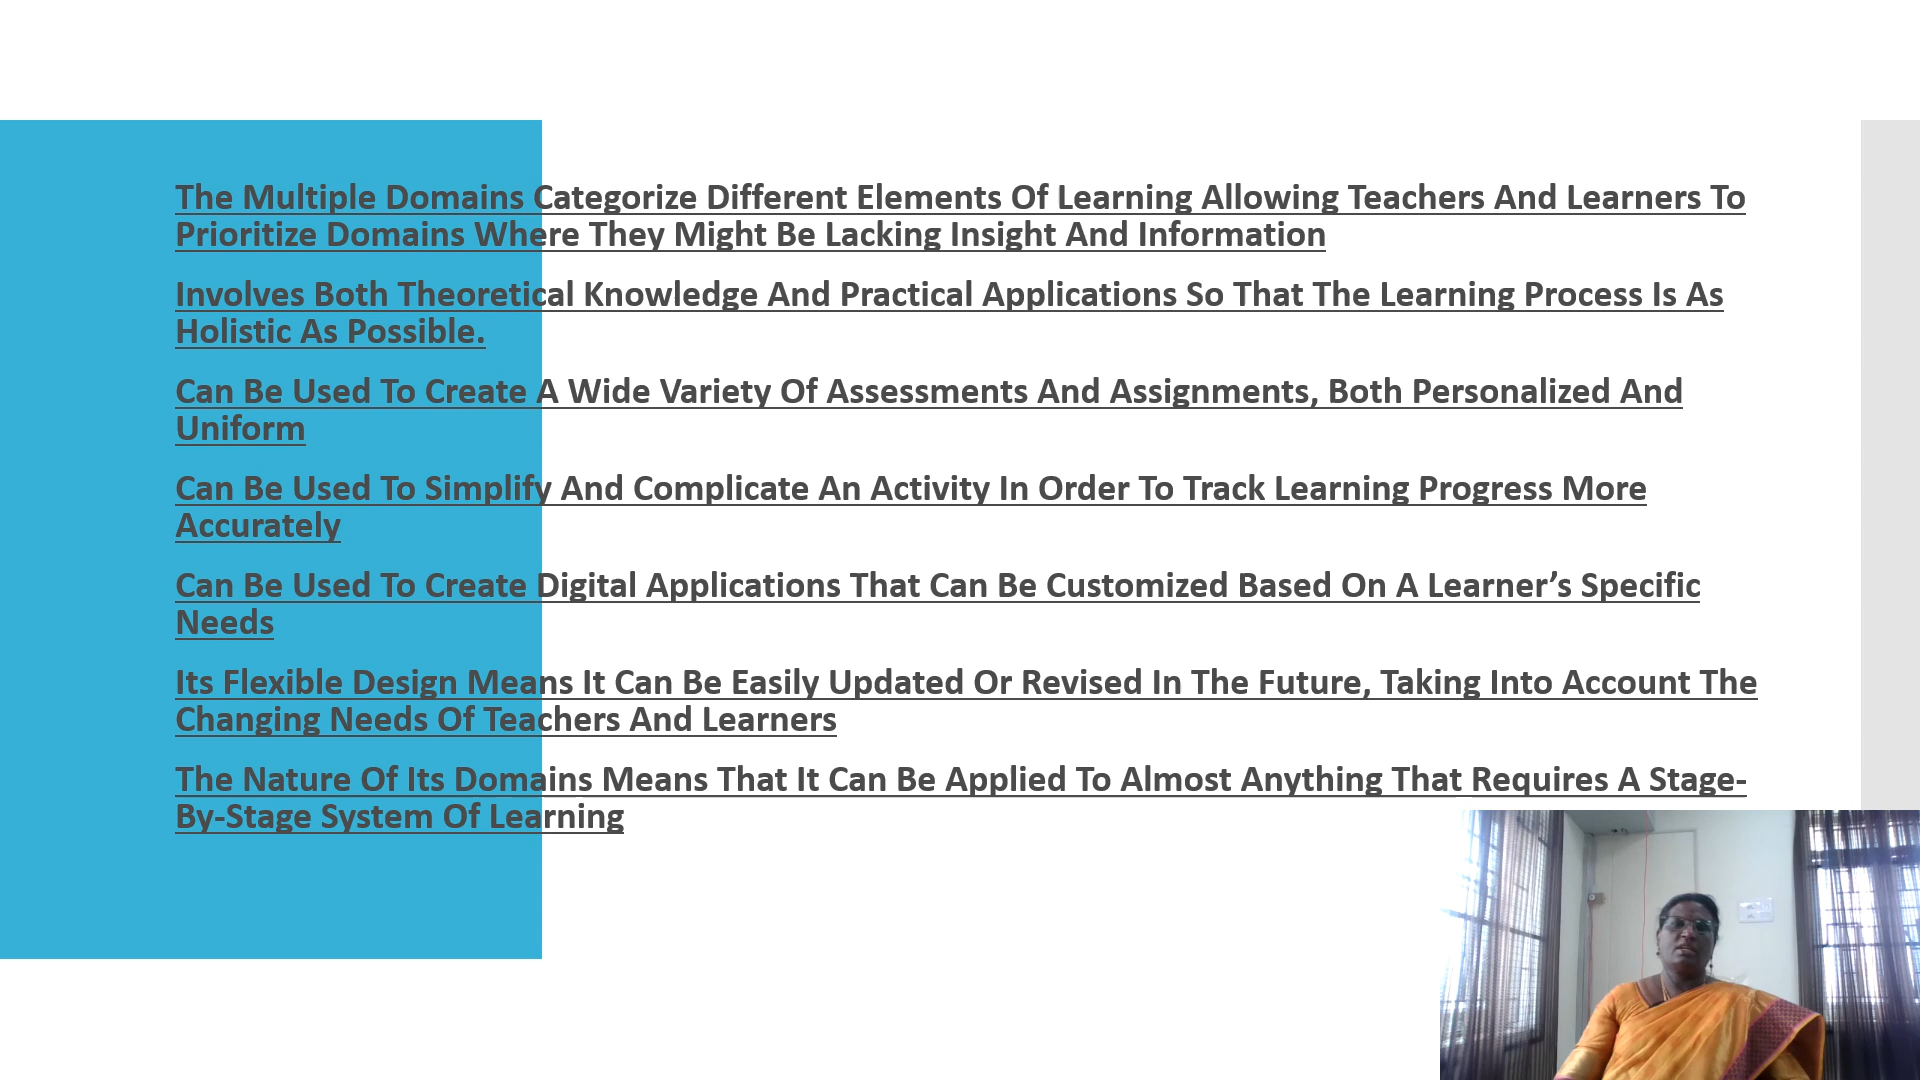 The Multiple Domains Categorize Different Elements Of Learning Allowing Teachers And Learners To
Prioritize Domains Where They Might Be Lacking Insight And Information
Involves Both Theoretical Knowledge And Practical Applications So That The Learning Process Is As
Holistic As Possible.
Can Be Used To Create A Wide Variety Of Assessments And Assignments, Both Personalized And
Uniform
Can Be Used To Simplify And Complicate An Activity In Order To Track Learning Progress More
Accurately
Can Be Used To Create Digital Applications That Can Be Customized Based On A Learner’s Specific
Needs
Its Flexible Design Means It Can Be Easily Updated Or Revised In The Future, Taking Into Account The
Changing Needs Of Teachers And Learners
The Nature Of Its Domains Means That It Can Be Applied To Almost Anything That Requires A Stage-
By-Stage System Of Learning